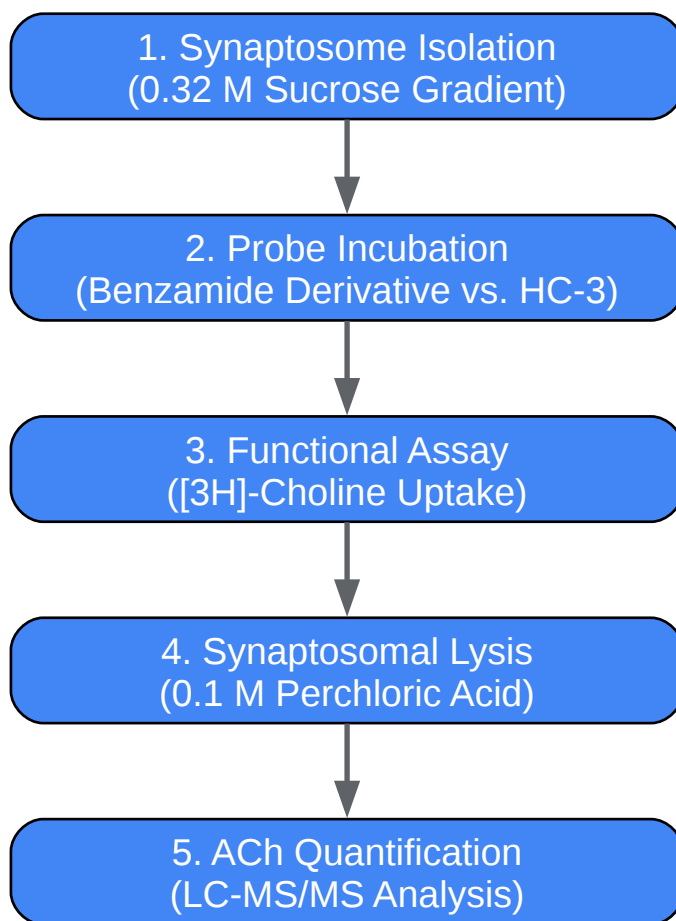 1. Synaptosome Isolation
(0.32 M Sucrose Gradient)
2. Probe Incubation
(Benzamide Derivative vs. HC-3)
3. Functional Assay
([3H]-Choline Uptake)
4. Synaptosomal Lysis
(0.1 M Perchloric Acid)
5. ACh Quantification
(LC-MS/MS Analysis)